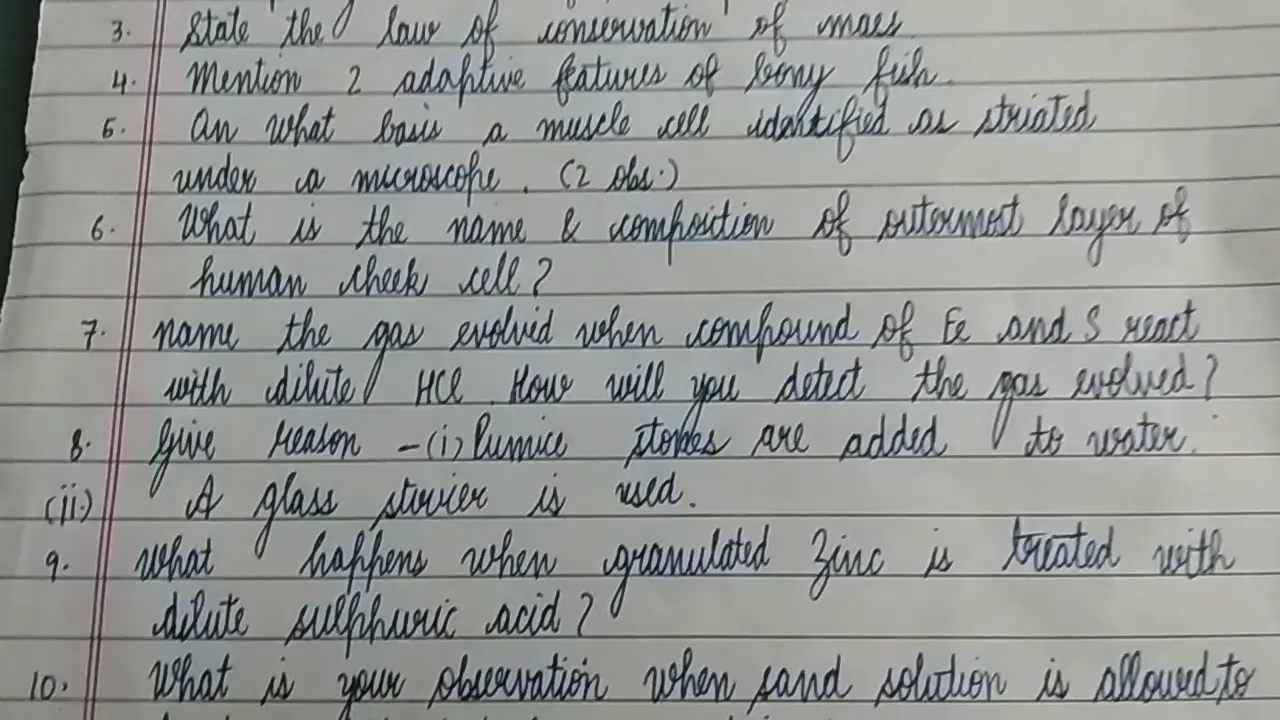 3. State the law of conservation of mass.
4. Mention 2 adaptive features of bony fish.
5. On what basis a muscle cell identified as striated
under a microscope. (2 obs.)
6. What is the name & composition of outermost layer of
human cheek cell?
7. name the gas evolved when compound of Fe and S react
with dilute HCl. How will you detect the gas evolved?
8. Give reason -(i) Pumice stones are added to water.
(ii) A glass stirrer is used.
9. What happens when granulated Zinc is treated with
dilute sulphuric acid?
10. What is your observation when sand solution is allowed to